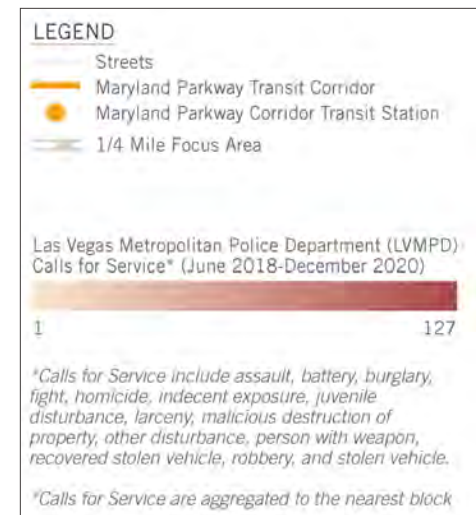 LEGEND
Streets
Maryland Parkway Transit Corridor
Maryland Parkway Corridor Transit Station
1/4 Mile Focus Area
Las Vegas Metropolitan Police Department (LVMPD)
Calls for Service* (June 2018-December 2020)
1 127
*Calls for Service include assault, battery, burglary,
fight, homicide, indecent exposure, juvenile
disturbance, larceny, malicious destruction of
property, other disturbance, person with weapon,
recovered stolen vehicle, robbery, and stolen vehicle.
*Calls for Service are aggregated to the nearest block